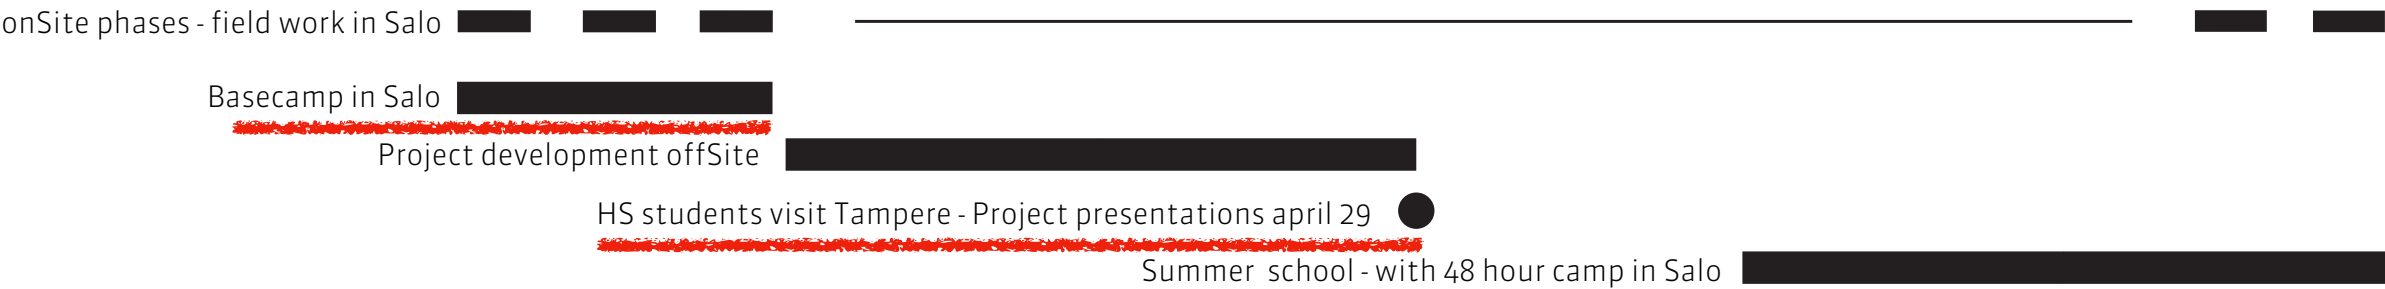 onSite phases - field work in Salo
Basecamp in Salo
Project development offSite
HS students visit Tampere - Project presentations april 29
Summer school - with 48 hour camp in Salo